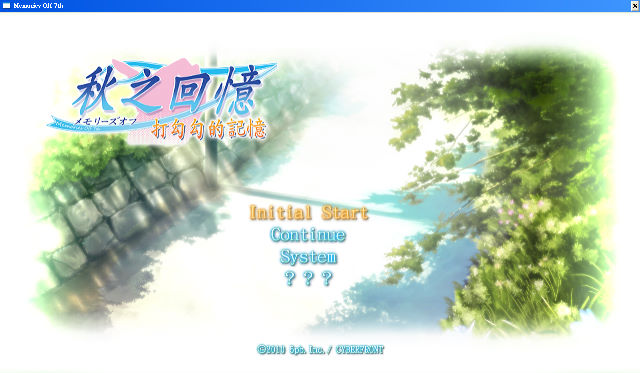 Memories Off 7th
秋之回憶
メモリーズオフ
打勾勾的記憶
Initial Start
Continue
System
? ? ?
©2010 5pb. Inc. / CYBERFRONT